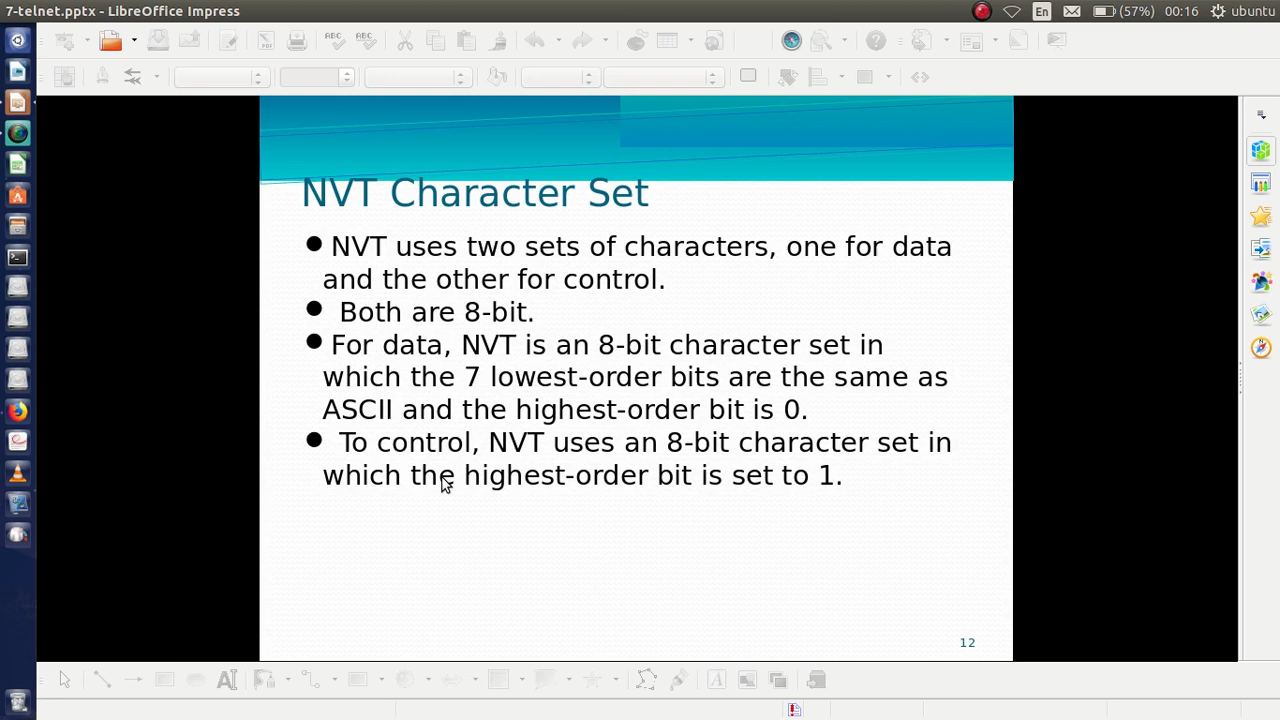 7-telnet.pptx - LibreOffice Impress
En (57%) 00:16 ubuntu
ABC ABC
NVT Character Set
●NVT uses two sets of characters, one for data
and the other for control.
● Both are 8-bit.
●For data, NVT is an 8-bit character set in
which the 7 lowest-order bits are the same as
ASCII and the highest-order bit is 0.
● To control, NVT uses an 8-bit character set in
which the highest-order bit is set to 1.
12